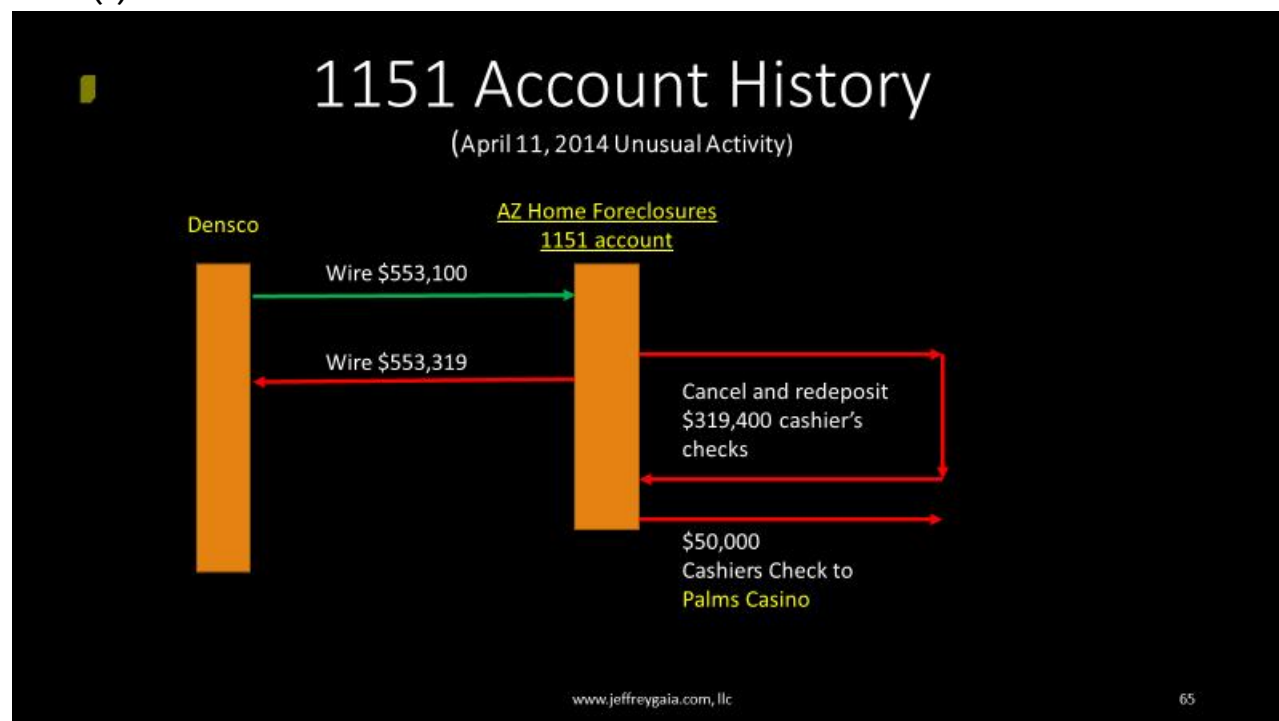 1151 Account History
(April 11, 2014 Unusual Activity)
Densco
AZ Home Foreclosures
1151 account
Wire $553,100
Wire $553,319
Cancel and redeposit
$319,400 cashier's
checks
$50,000
Cashiers Check to
Palms Casino
www.jeffreygaia.com, llc
65